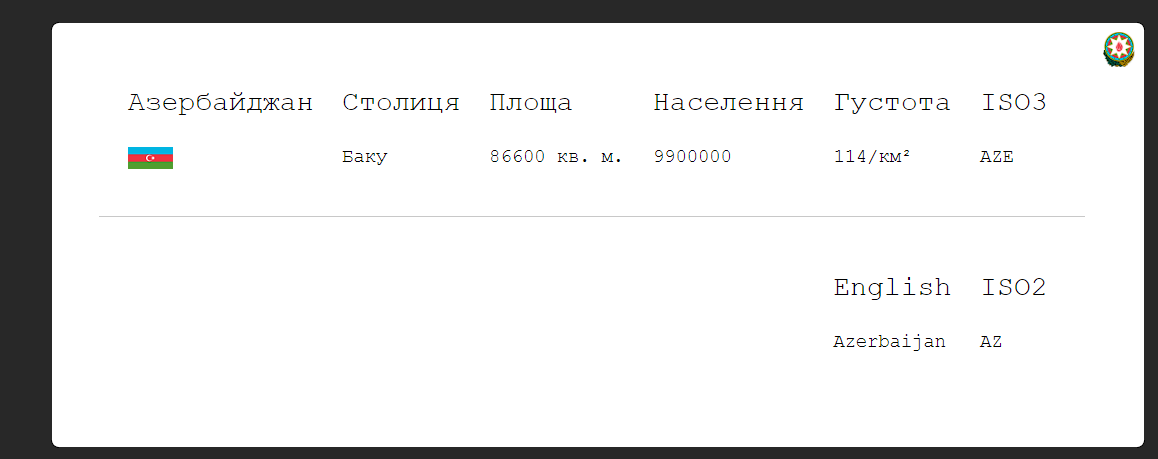 Азербайджан Столиця Площа Населення Густота ISO3
Баку 86600 кв. м. 9900000 114/км² AZE
English ISO2
Azerbaijan AZ